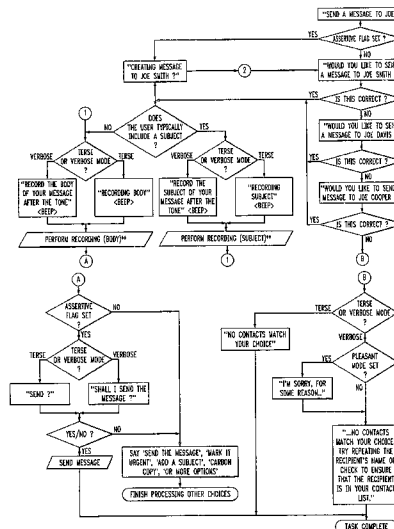 "SEND A MESSAGE TO JOE
ASSERTIVE FLAG SET ?
YES
NO
"CREATING MESSAGE
TO JOE SMITH ?"
2
"WOULD YOU LIKE TO SEND
A MESSAGE TO JOE SMITH
IS THIS CORRECT ?
YES
NO
"WOULD YOU LIKE TO SEN
A MESSAGE TO JOE DAVIS
IS THIS CORRECT ?
YES
NO
"WOULD YOU LIKE TO SEND
A MESSAGE TO JOE COOPER
IS THIS CORRECT ?
YES
NO
B
1
DOES
THE USER TYPICALLY
INCLUDE A SUBJECT
?
NO
YES
TERSE
OR VERBOSE MODE
?
VERBOSE
TERSE
"RECORD THE BODY
OF YOUR MESSAGE
AFTER THE TONE"
<BEEP>
"RECORDING BODY"
<BEEP>
PERFORM RECORDING (BODY)**
A
TERSE
OR VERBOSE MODE
?
VERBOSE
TERSE
"RECORD THE
SUBJECT OF YOUR
MESSAGE AFTER THE
TONE" <BEEP>
"RECORDING
SUBJECT"
<BEEP>
PERFORM RECORDING (SUBJECT)**
1
A
ASSERTIVE
FLAG SET
?
NO
YES
TERSE
OR VERBOSE MODE
?
TERSE
VERBOSE
"SEND ?"
"SHALL I SEND THE
MESSAGE ?"
YES/NO ?
NO
YES
SEND MESSAGE
SAY 'SEND THE MESSAGE', 'MARK IT
URGENT', 'ADD A SUBJECT', 'CARBON
COPY', 'OR MORE OPTIONS'
FINISH PROCESSING OTHER CHOICES
B
TERSE
OR VERBOSE MODE
?
TERSE
VERBOSE
"NO CONTACTS MATCH
YOUR CHOICE"
PLEASANT
MODE SET
?
YES
NO
"I'M SORRY, FOR
SOME REASON..."
"...NO CONTACTS
MATCH YOUR CHOICE,
TRY REPEATING THE
RECIPIENT'S NAME OR
CHECK TO ENSURE
THAT THE RECIPIENT
IS IN YOUR CONTACT
LIST."
TASK COMPLETE